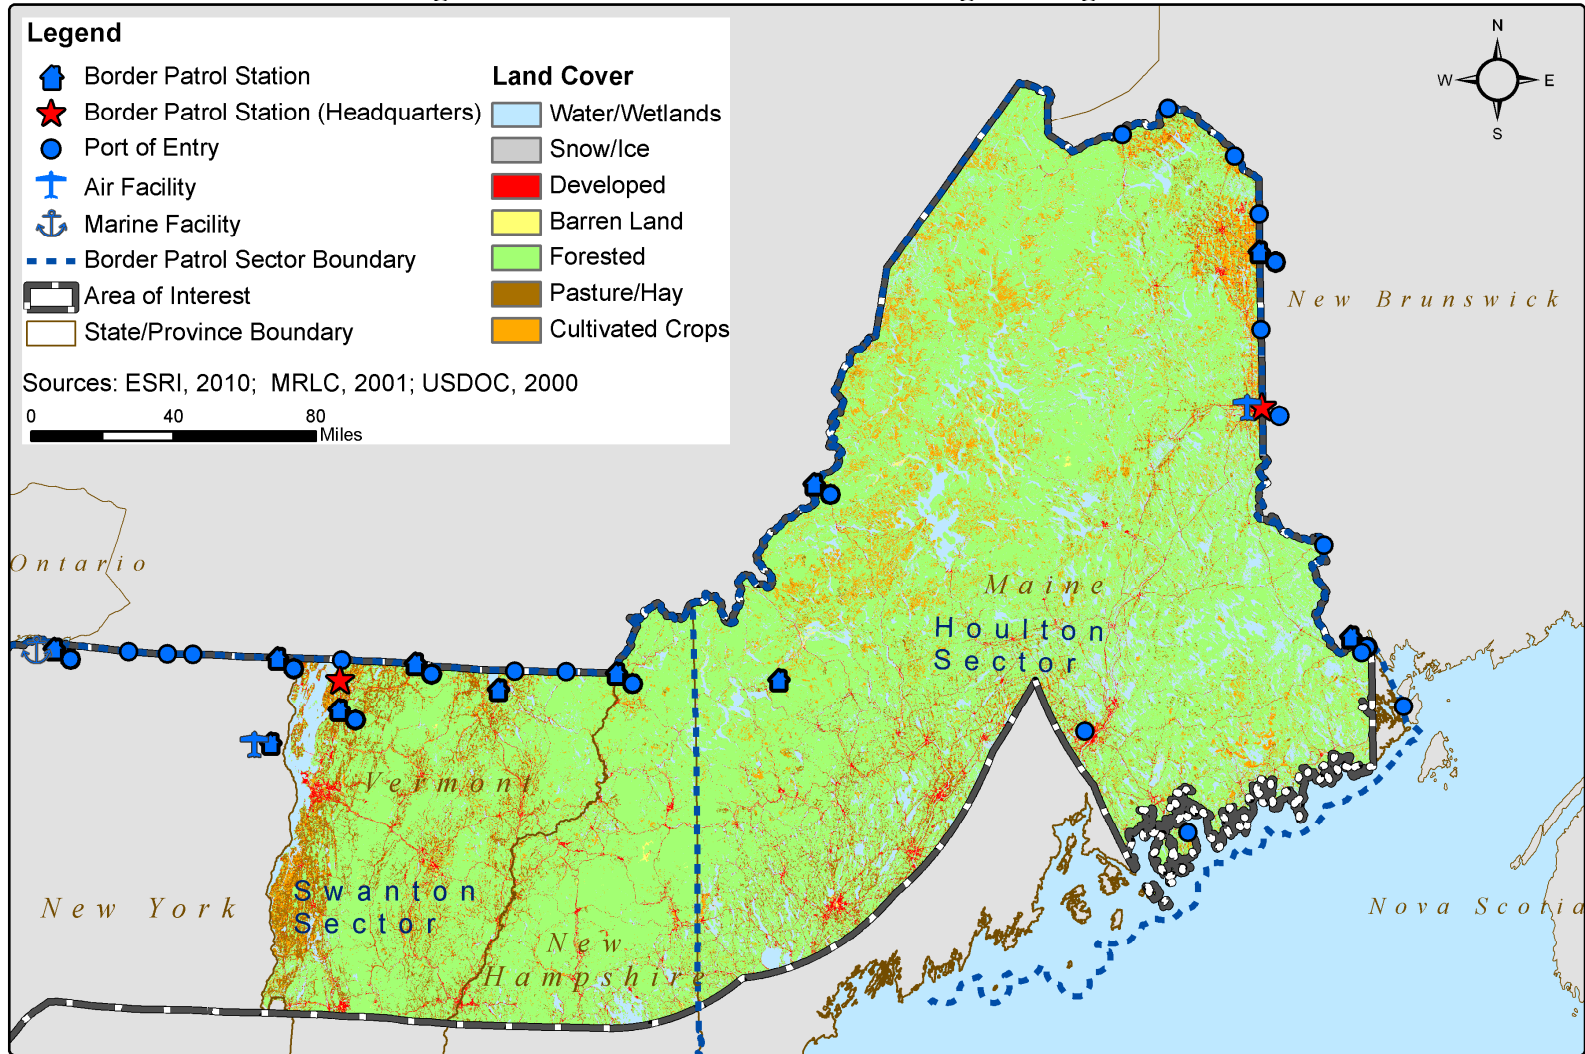 Legend
Border Patrol Station
Border Patrol Station (Headquarters)
Port of Entry
Air Facility
Marine Facility
Border Patrol Sector Boundary
Area of Interest
State/Province Boundary
Land Cover
Water/Wetlands
Snow/Ice
Developed
Barren Land
Forested
Pasture/Hay
Cultivated Crops
Sources: ESRI, 2010; MRLC, 2001; USDOC, 2000
0 40 80
Miles
N
W E
S
New Brunswick
Ontario
Maine
Houlton
Sector
Vermont
Swanton
Sector
New York
New
Hampshire
Nova Scotia